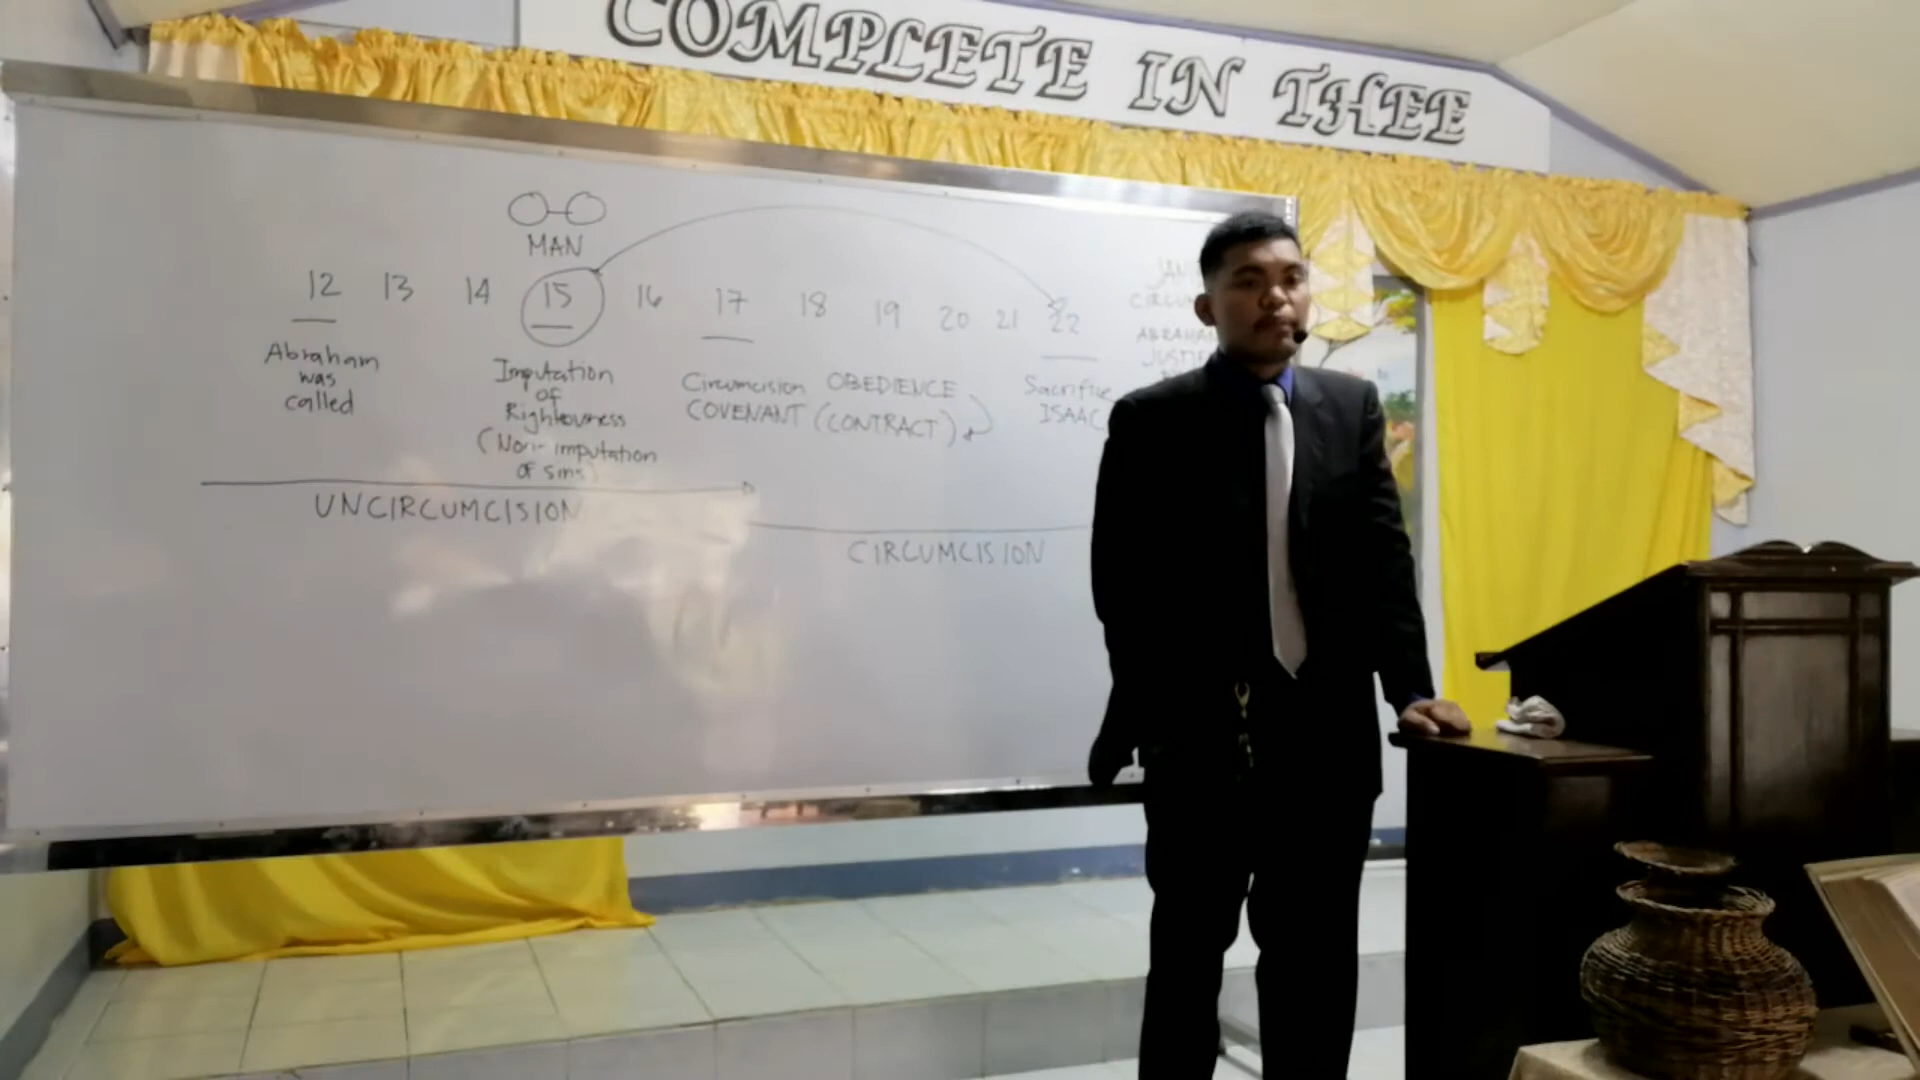 COMPLETE IN THEE
MAN
12 13 14 15 16 17 18 19 20 21 22
Abraham
was
called
Imputation
of
Righteousness
(Non-imputation
of sins)
Circumcision
COVENANT
OBEDIENCE
(CONTRACT)
Sacrifice
ISAAC
UNCIRCUMCISION
CIRCUMCISION